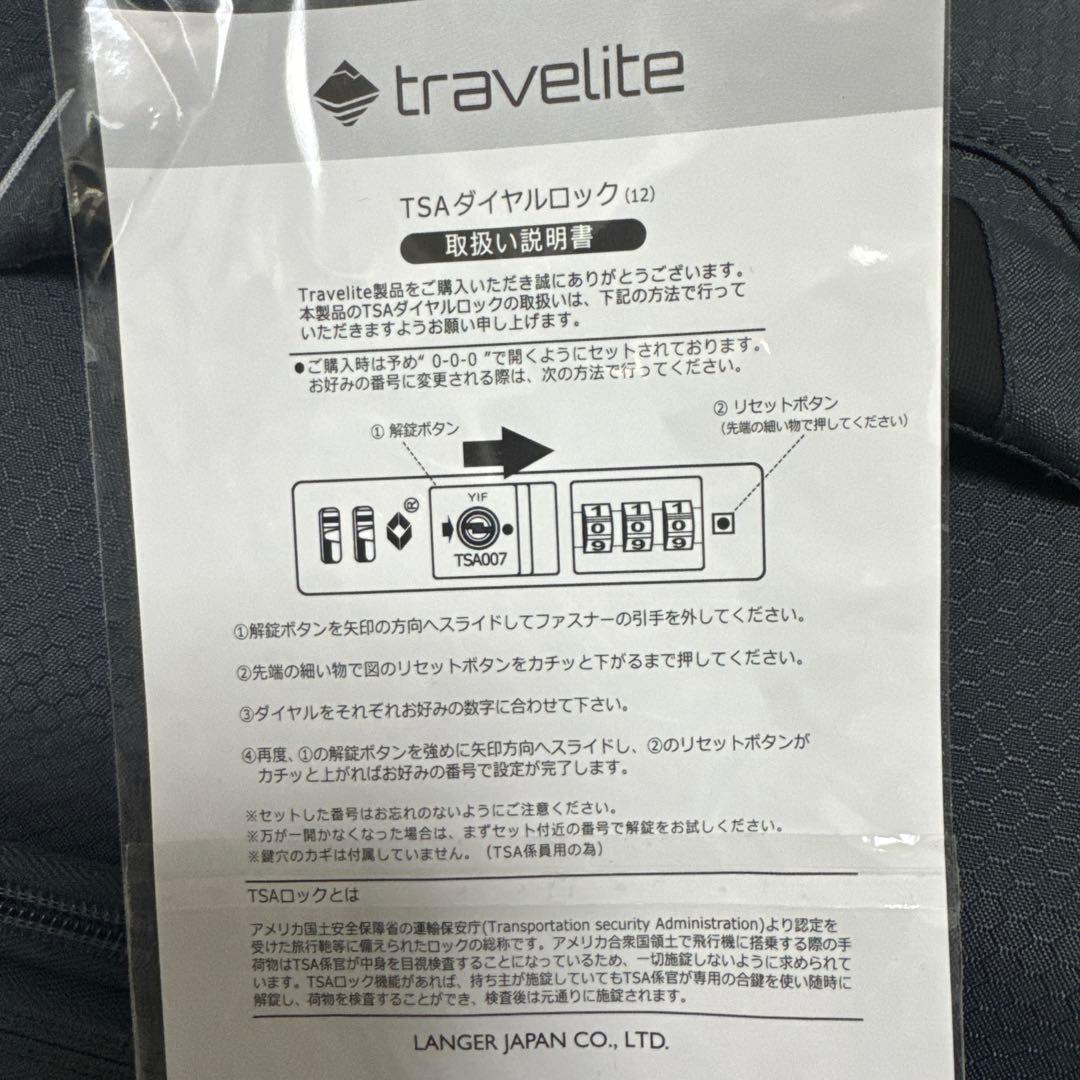 travelite
TSAダイヤルロック(12)
取扱い説明書
Travelite製品をご購入いただき誠にありがとうございます。
本製品のTSAダイヤルロックの取扱いは、下記の方法で行って
いただきますようお願い申し上げます。
●ご購入時は予め“ 0-0-0 ”で開くようにセットされております。
お好みの番号に変更される際は、次の方法で行ってください。
② リセットボタン
(先端の細い物で押してください)
① 解錠ボタン
®
YIF
TSA007
1 1 1
0 0 0
9 9 9
①解錠ボタンを矢印の方向へスライドしてファスナーの引手を外してください。
②先端の細い物で図のリセットボタンをカチッと下がるまで押してください。
③ダイヤルをそれぞれお好みの数字に合わせて下さい。
④再度、①の解錠ボタンを強めに矢印方向へスライドし、②のリセットボタンが
カチッと上がればお好みの番号で設定が完了します。
※セットした番号はお忘れのないようにご注意ください。
※万が一開かなくなった場合は、まずセット付近の番号で解錠をお試しください。
※鍵穴のカギは付属していません。(TSA係員用の為)
TSAロックとは
アメリカ国土安全保障省の運輸保安庁(Transportation security Administration)より認定を
受けた旅行鞄等に備えられたロックの総称です。アメリカ合衆国領土で飛行機に搭乗する際の手
荷物はTSA係官が中身を目視検査することになっているため、一切施錠しないように求められて
います。TSAロック機能があれば、持ち主が施錠していてもTSA係官が専用の合鍵を使い随時に
解錠し、荷物を検査することができ、検査後は元通りに施錠されます。
LANGER JAPAN CO., LTD.